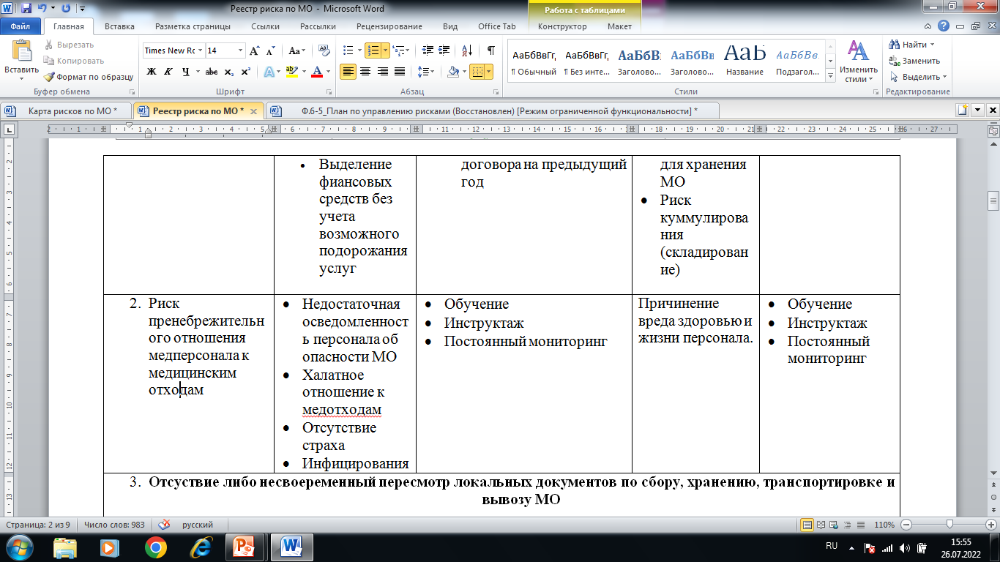 Реестр риска по МО - Microsoft Word
Работа с таблицами
Файл Главная Вставка Разметка страницы Ссылки Рассылки Рецензирование Вид Office Tab Конструктор Макет
Вставить
Вырезать
Копировать
Формат по образцу
Буфер обмена
Times New Ro 14
Шрифт
Абзац
АаБбВвГг, АаБбВвГг, АаБбВ АаБбВв АаБ АаБбВв.
¶ Обычный ¶ Без инте... Заголово... Заголово... Название Подзагол...
Стили
Изменить стили
Найти
Заменить
Выделить
Редактирование
Карта рисков по МО *
Реестр риска по МО *
Ф.6-5_План по управлению рисками (Восстановлен) [Режим ограниченной функциональности] *
• Выделение
фиансовых
средств без
учета
возможного
подорожания
услуг
договора на предыдущий
год
для хранения
МО
• Риск
куммулирова
ния
(складирован
ие)
2. Риск
пренебрежительн
ого отношения
медперсонала к
медицинским
отходам
• Недостаточная
осведомленност
ь персонала об
опасности МО
• Халатное
отношение к
медотходам
• Отсутствие
страха
• Инфицирования
• Обучение
• Инструктаж
• Постоянный мониторинг
Причинение
вреда здоровью и
жизни персонала.
• Обучение
• Инструктаж
• Постоянный
мониторинг
3. Отсуствие либо несвоеременный пересмотр локальных документов по сбору, хранению, транспортировке и
вывозу МО
Страница: 2 из 9 Число слов: 983 русский 110%
RU 15:55
26.07.2022